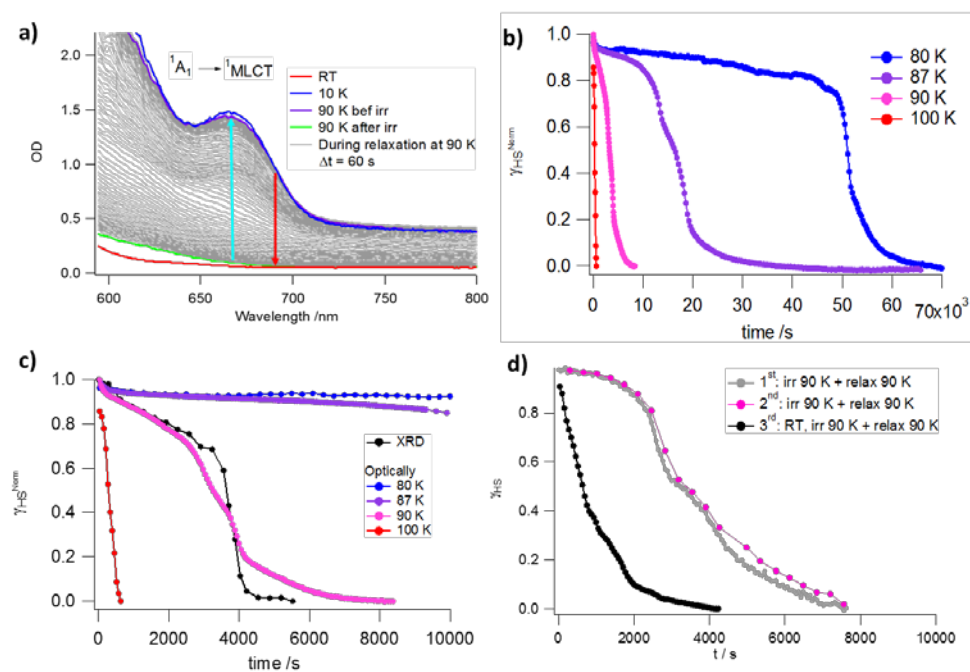 a)
2.0
1.5
1.0
0.5
0.0
OD
¹A₁ → ¹MLCT
RT
10 K
90 K bef irr
90 K after irr
During relaxation at 90 K
Δt = 60 s
600 650 700 750 800
Wavelength /nm
b)
1.0
0.8
0.6
0.4
0.2
0.0
γHS^Norm
80 K
87 K
90 K
100 K
0 10 20 30 40 50 60 70x10³
time /s
c)
1.0
0.8
0.6
0.4
0.2
0.0
γHS^Norm
XRD
Optically
80 K
87 K
90 K
100 K
0 2000 4000 6000 8000 10000
time /s
d)
0.8
0.6
0.4
0.2
0.0
γHS
1st: irr 90 K + relax 90 K
2nd: irr 90 K + relax 90 K
3rd: RT, irr 90 K + relax 90 K
0 2000 4000 6000 8000 10000
t / s